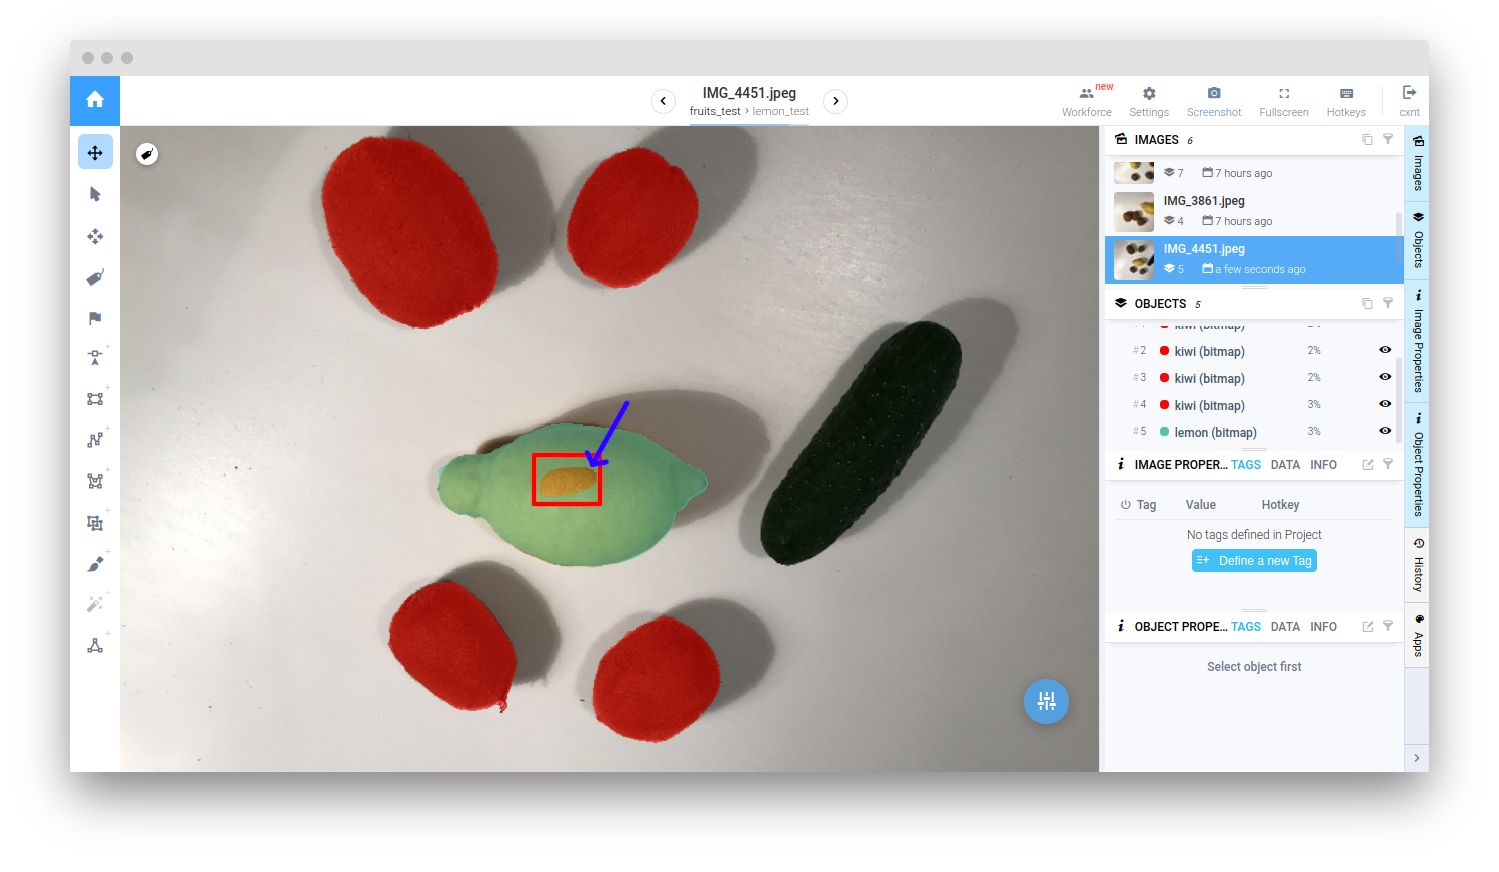 IMG_4451.jpeg
fruits_test > lemon_test
new
Workforce
Settings
Screenshot
Fullscreen
Hotkeys
cxnt
IMAGES 6
7 7 hours ago
IMG_3861.jpeg
4 7 hours ago
IMG_4451.jpeg
5 a few seconds ago
OBJECTS 5
kiwi (bitmap)
#2 kiwi (bitmap) 2%
#3 kiwi (bitmap) 2%
#4 kiwi (bitmap) 3%
#5 lemon (bitmap) 3%
IMAGE PROPER... TAGS DATA INFO
Tag Value Hotkey
No tags defined in Project
Define a new Tag
OBJECT PROPE... TAGS DATA INFO
Select object first
Images
Objects
Image Properties
Object Properties
History
Apps